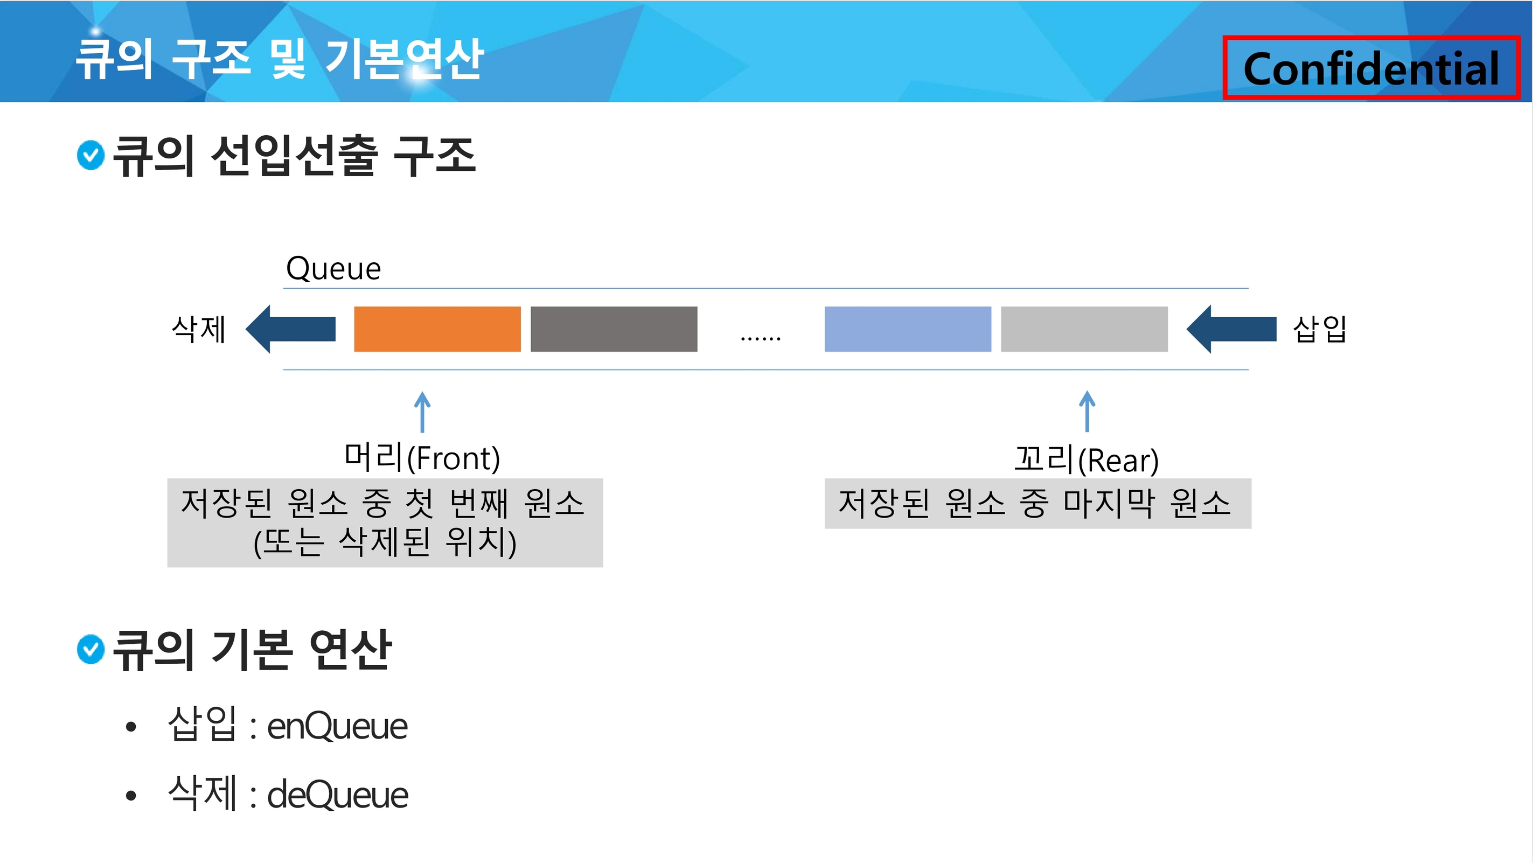 큐의 구조 및 기본연산
Confidential
큐의 선입선출 구조
Queue
삭제
......
삽입
머리(Front)
저장된 원소 중 첫 번째 원소
(또는 삭제된 위치)
꼬리(Rear)
저장된 원소 중 마지막 원소
큐의 기본 연산
• 삽입 : enQueue
• 삭제 : deQueue